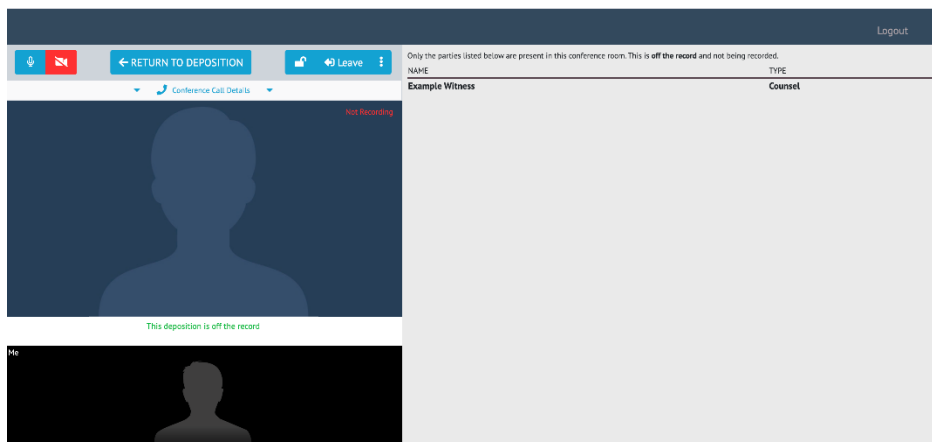 Logout
← RETURN TO DEPOSITION
Leave
Conference Call Details
Not Recording
This deposition is off the record
Me
Only the parties listed below are present in this conference room. This is off the record and not being recorded.
NAME TYPE
Example Witness Counsel